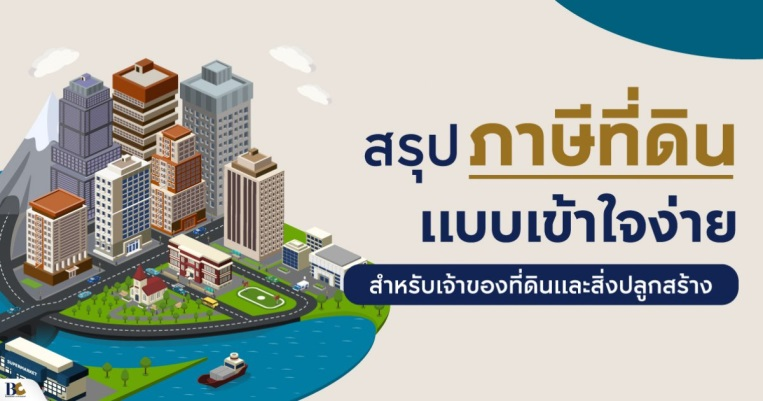 สรุป ภาษีที่ดิน
แบบเข้าใจง่าย
สำหรับเจ้าของที่ดินและสิ่งปลูกสร้าง
SUPERMARKET
BC